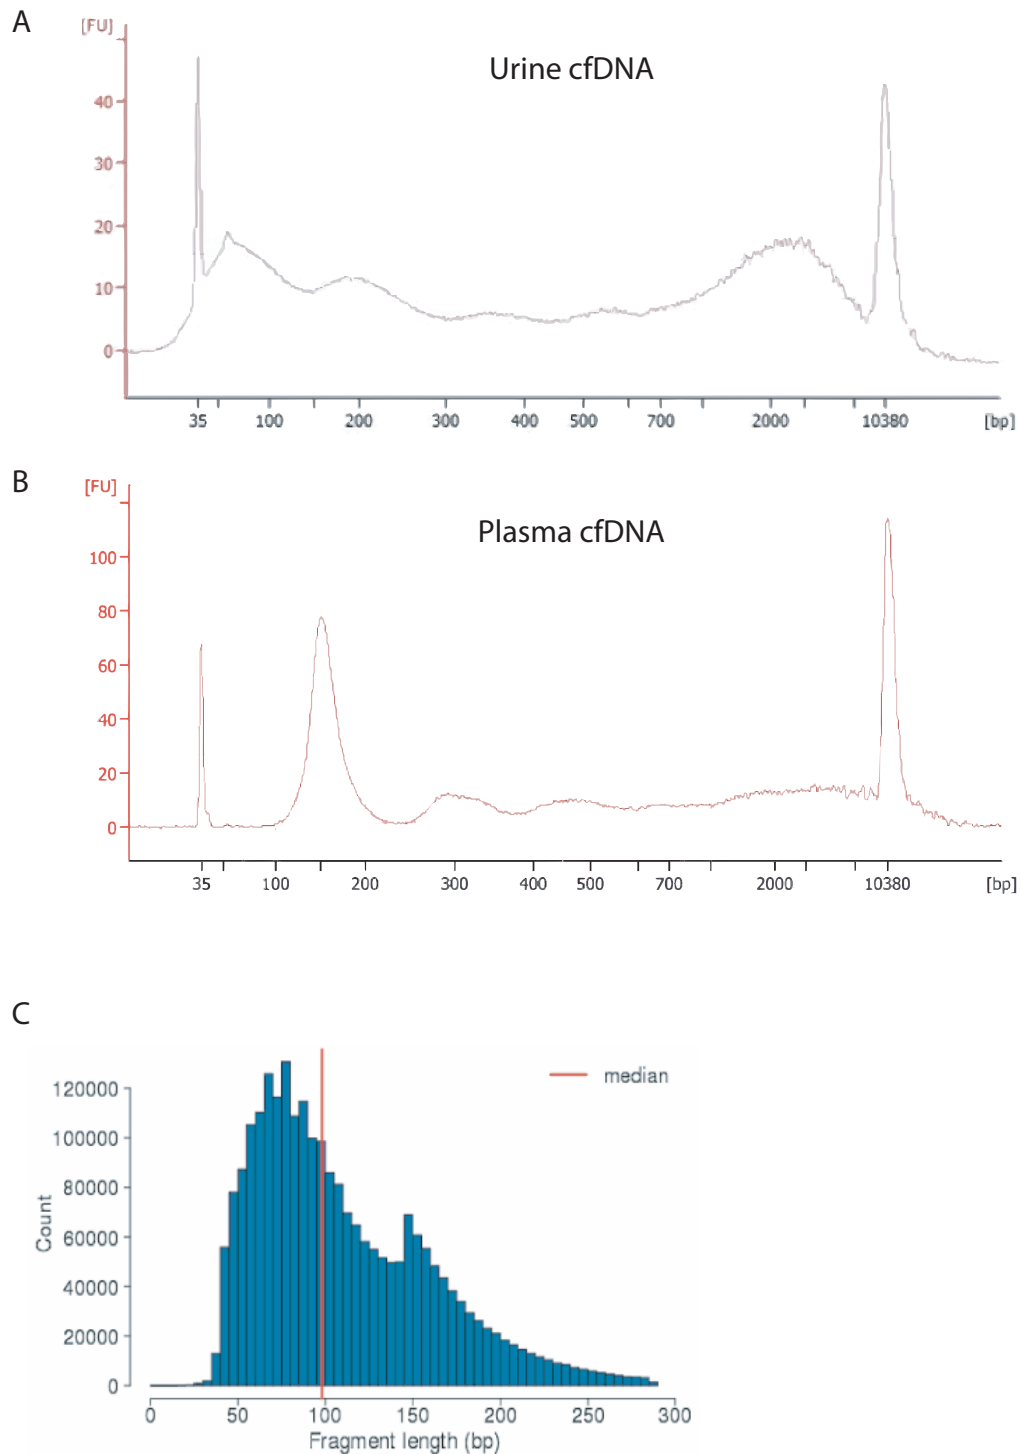 A
[FU]
Urine cfDNA
40
30
20
10
0
35 100 200 300 400 500 700 2000 10380 [bp]
B
[FU]
Plasma cfDNA
100
80
60
40
20
0
35 100 200 300 400 500 700 2000 10380 [bp]
C
median
120000
100000
80000
60000
40000
20000
0
Count
0 50 100 150 200 250 300
Fragment length (bp)